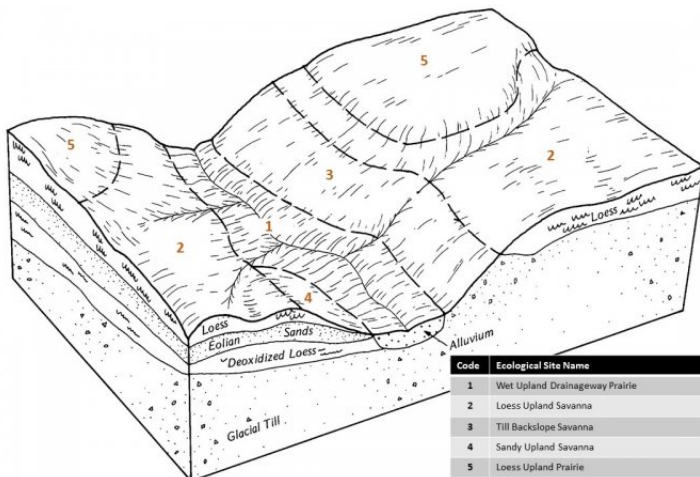 5
5
2
3
1
2
4
Loess
Loess
Eolian Sands
Deoxidized Loess
Alluvium
Glacial Till
Code Ecological Site Name
1 Wet Upland Drainageway Prairie
2 Loess Upland Savanna
3 Till Backslope Savanna
4 Sandy Upland Savanna
5 Loess Upland Prairie